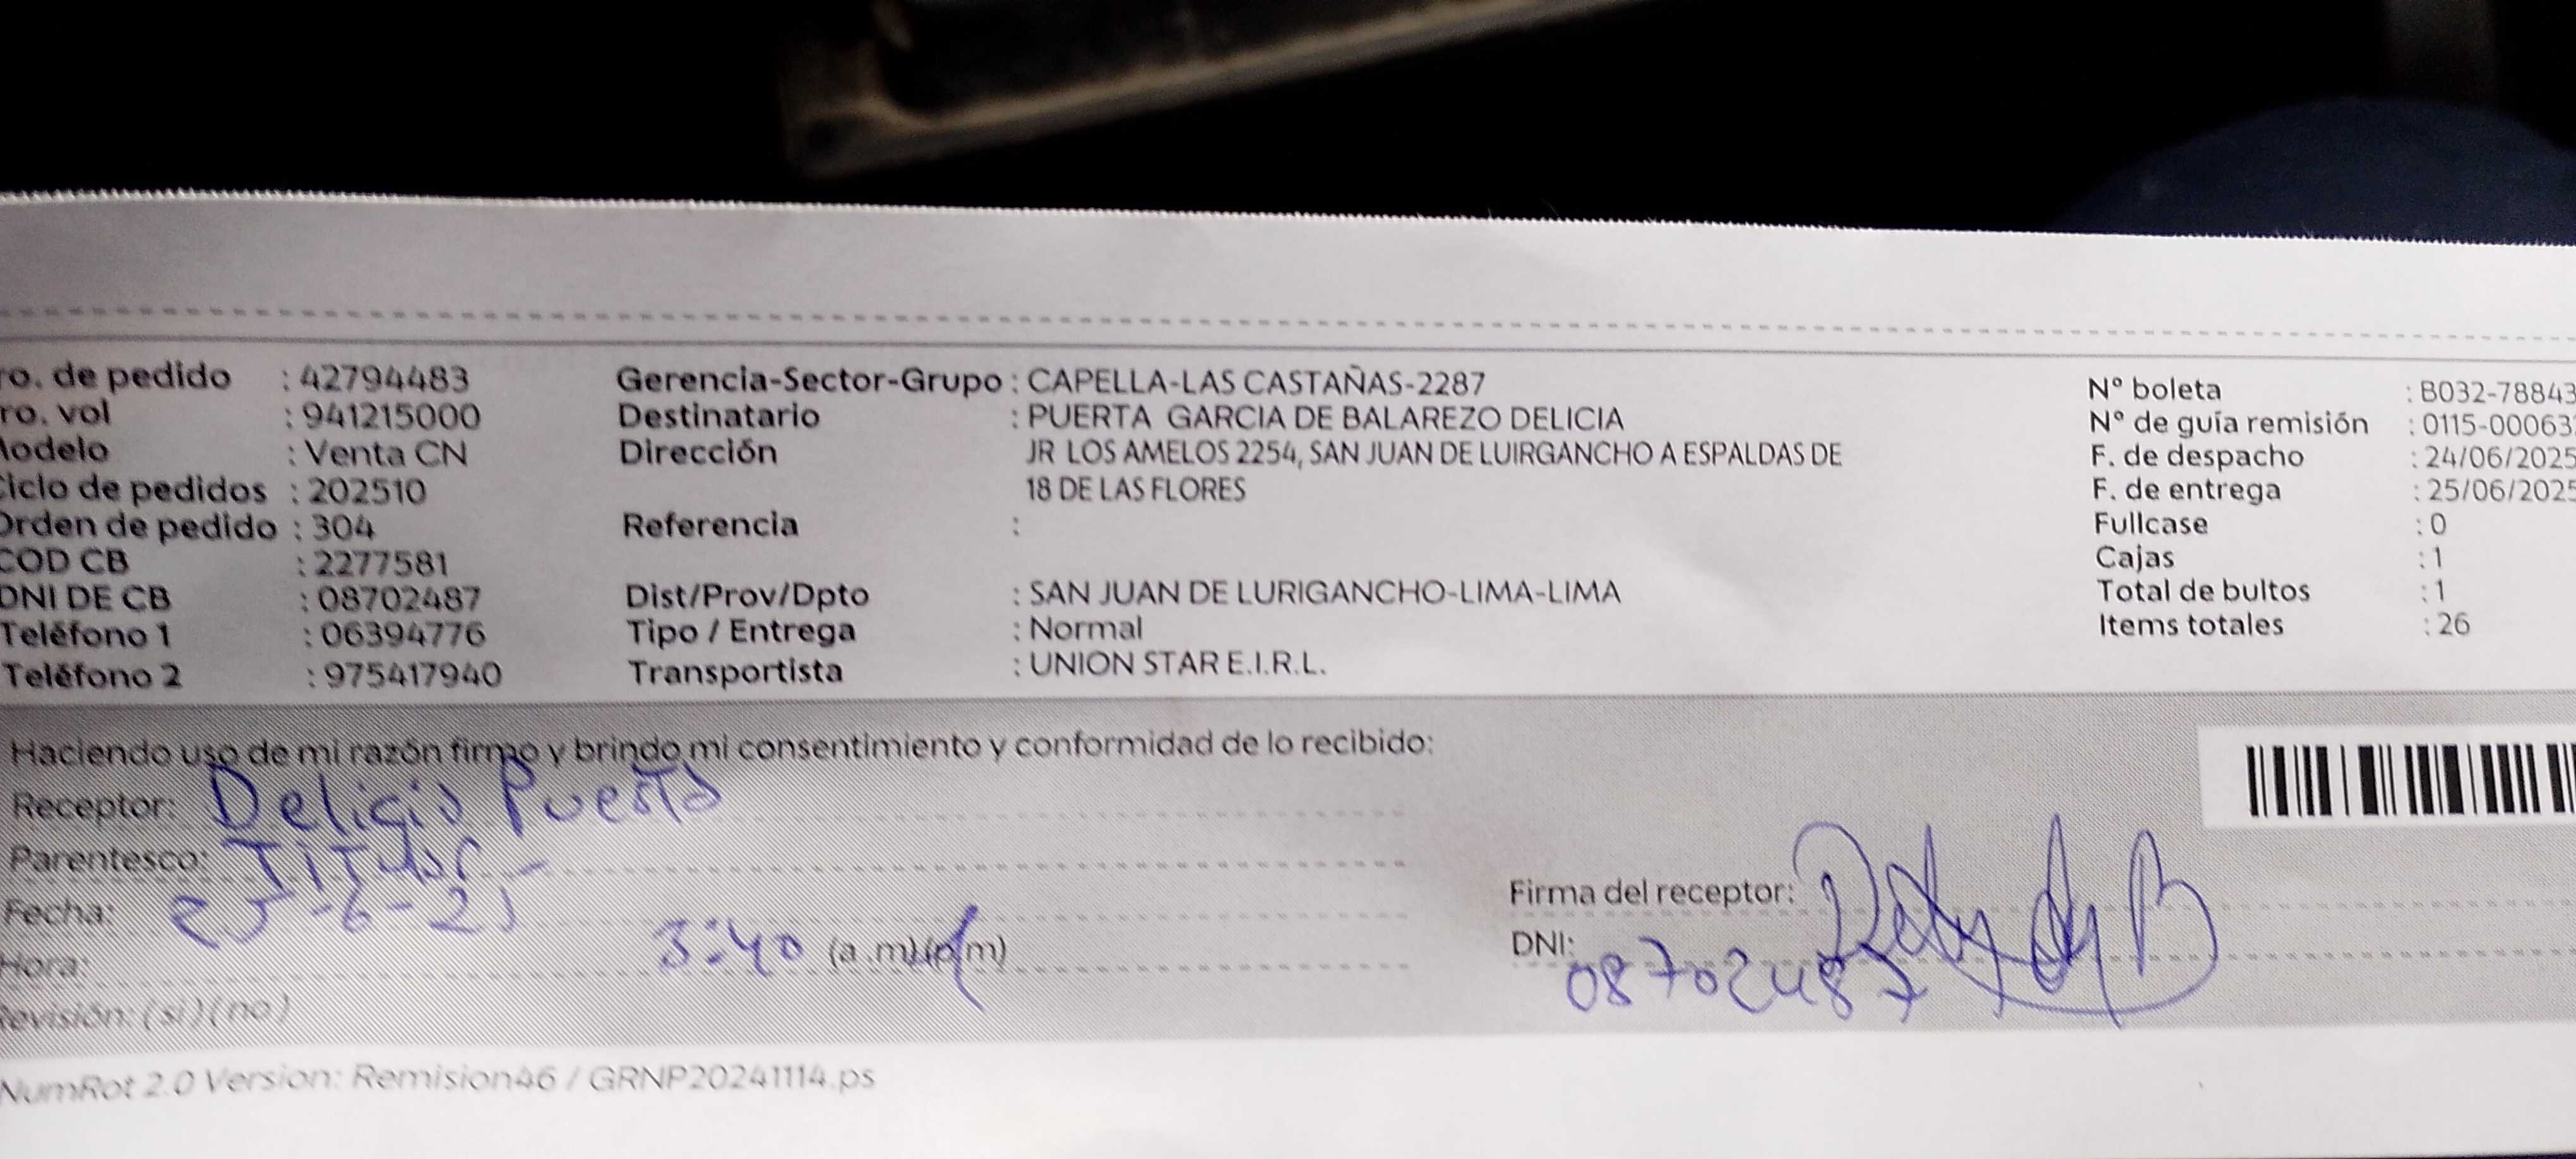 ro. de pedido : 42794483 Gerencia-Sector-Grupo : CAPELLA-LAS CASTAÑAS-2287 N° boleta : B032-78843
ro. vol : 941215000 Destinatario : PUERTA GARCIA DE BALAREZO DELICIA N° de guía remisión : 0115-00063
Modelo : Venta CN Dirección JR LOS AMELOS 2254, SAN JUAN DE LUIRGANCHO A ESPALDAS DE F. de despacho : 24/06/2025
Ciclo de pedidos : 202510 18 DE LAS FLORES F. de entrega : 25/06/2025
Orden de pedido : 304 Referencia : Fullcase : 0
COD CB : 2277581 Cajas : 1
DNI DE CB : 08702487 Dist/Prov/Dpto : SAN JUAN DE LURIGANCHO-LIMA-LIMA Total de bultos : 1
Teléfono 1 : 06394776 Tipo / Entrega : Normal Items totales : 26
Teléfono 2 : 975417940 Transportista : UNION STAR E.I.R.L.
Haciendo uso de mi razón firmo y brindo mi consentimiento y conformidad de lo recibido:
Receptor: Delicia Puerta
Parentesco: Titular -
Fecha: 25-6-25 Firma del receptor:
Hora: 3:40 (a.m)(p.m) DNI: 08702487
Revisión: (si)(no)
NumRot 2.0 Version: Remision46 / GRNP20241114.ps